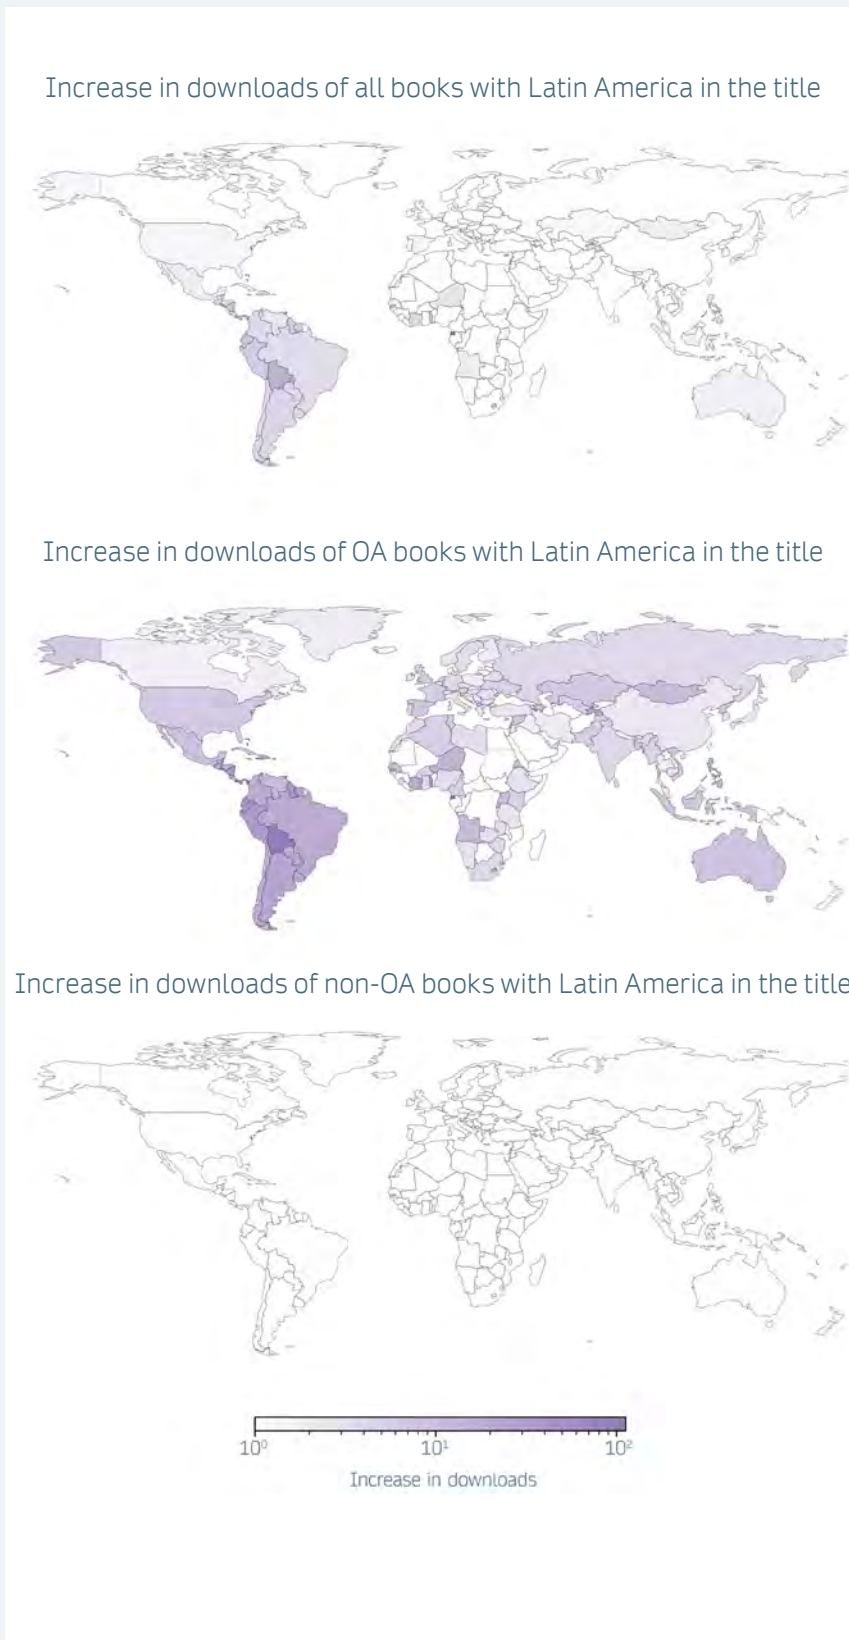 Increase in downloads of all books with Latin America in the title
Increase in downloads of OA books with Latin America in the title
Increase in downloads of non-OA books with Latin America in the title
10⁰ 10¹ 10²
Increase in downloads